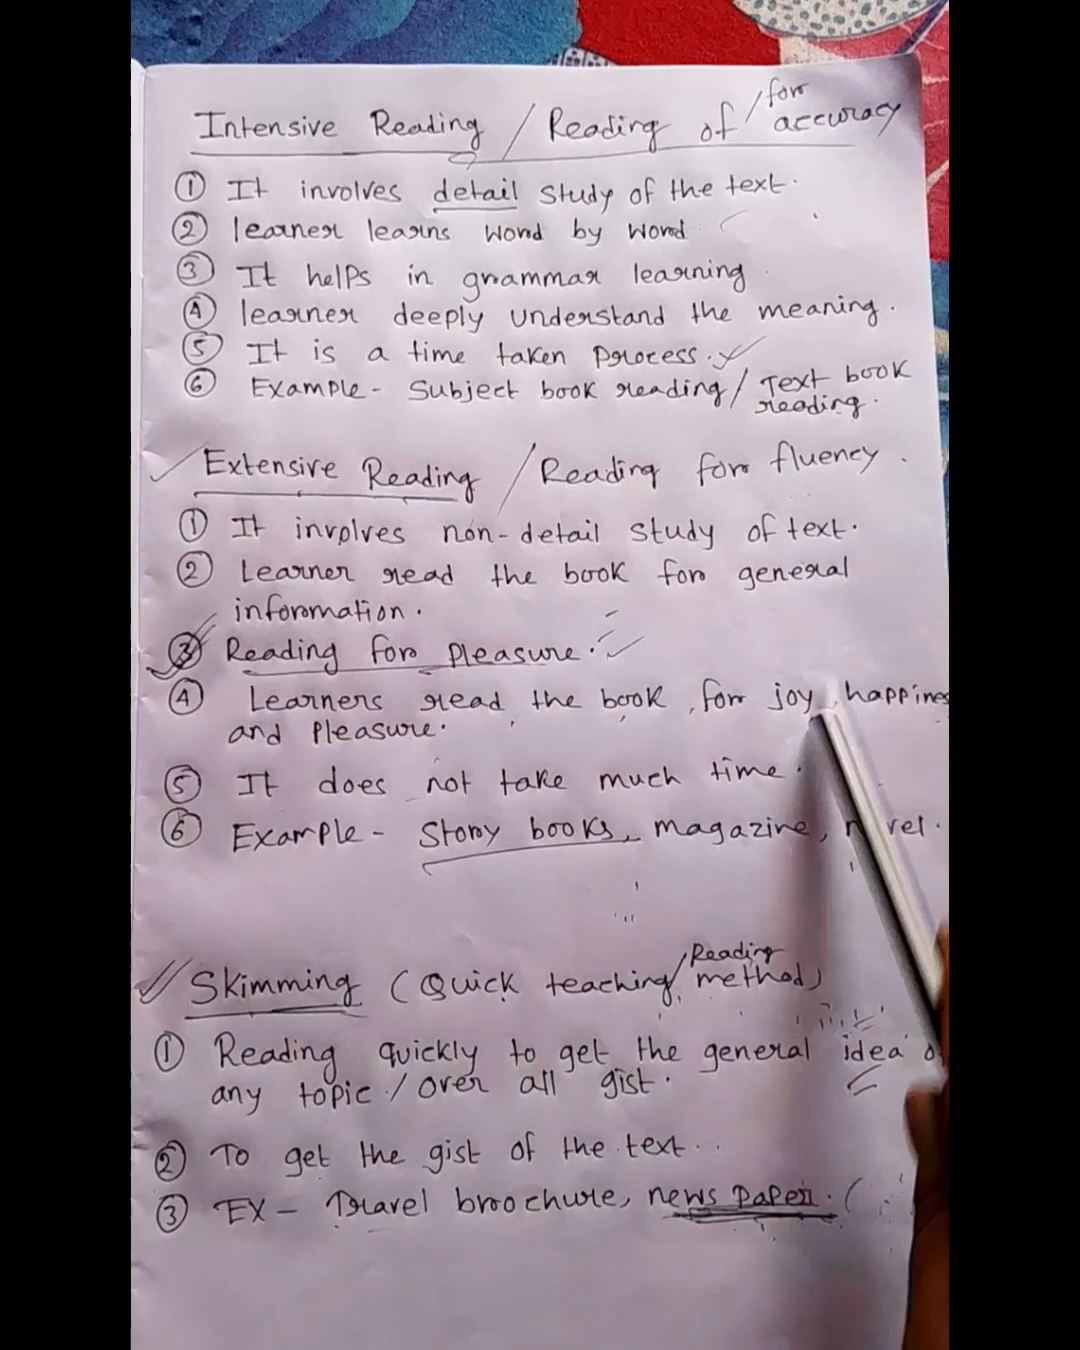 Intensive Reading / Reading of / for accuracy
① It involves detail study of the text.
② learner learns word by word
③ It helps in grammar learning
④ learner deeply understand the meaning.
⑤ It is a time taken process.
⑥ Example - Subject book reading / Text book reading.
Extensive Reading / Reading for fluency.
① It involves non-detail study of text.
② Learner read the book for general
information.
③ Reading for pleasure.
④ Learners read the book, for joy, happines
and pleasure.
⑤ It does not take much time.
⑥ Example - Story books, magazine,
Skimming (Quick teaching / Reading method)
① Reading quickly to get the general idea
any topic / over all gist.
② To get the gist of the text..
③ EX - Travel brochure, news paper. (